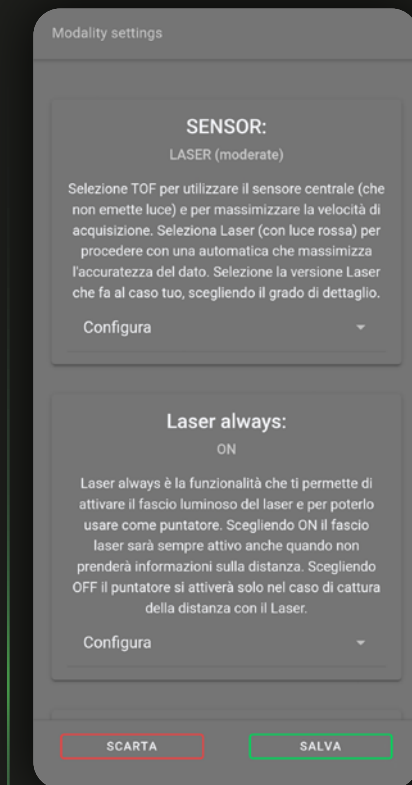 Modality settings
SENSOR:
LASER (moderate)
Selezione TOF per utilizzare il sensore centrale (che
non emette luce) e per massimizzare la velocità di
acquisizione. Seleziona Laser (con luce rossa) per
procedere con una automatica che massimizza
l'accuratezza del dato. Selezione la versione Laser
che fa al caso tuo, scegliendo il grado di dettaglio.
Configura
Laser always:
ON
Laser always è la funzionalità che ti permette di
attivare il fascio luminoso del laser e per poterlo
usare come puntatore. Scegliendo ON il fascio
laser sarà sempre attivo anche quando non
prenderà informazioni sulla distanza. Scegliendo
OFF il puntatore si attiverà solo nel caso di cattura
della distanza con il Laser.
Configura
SCARTA
SALVA